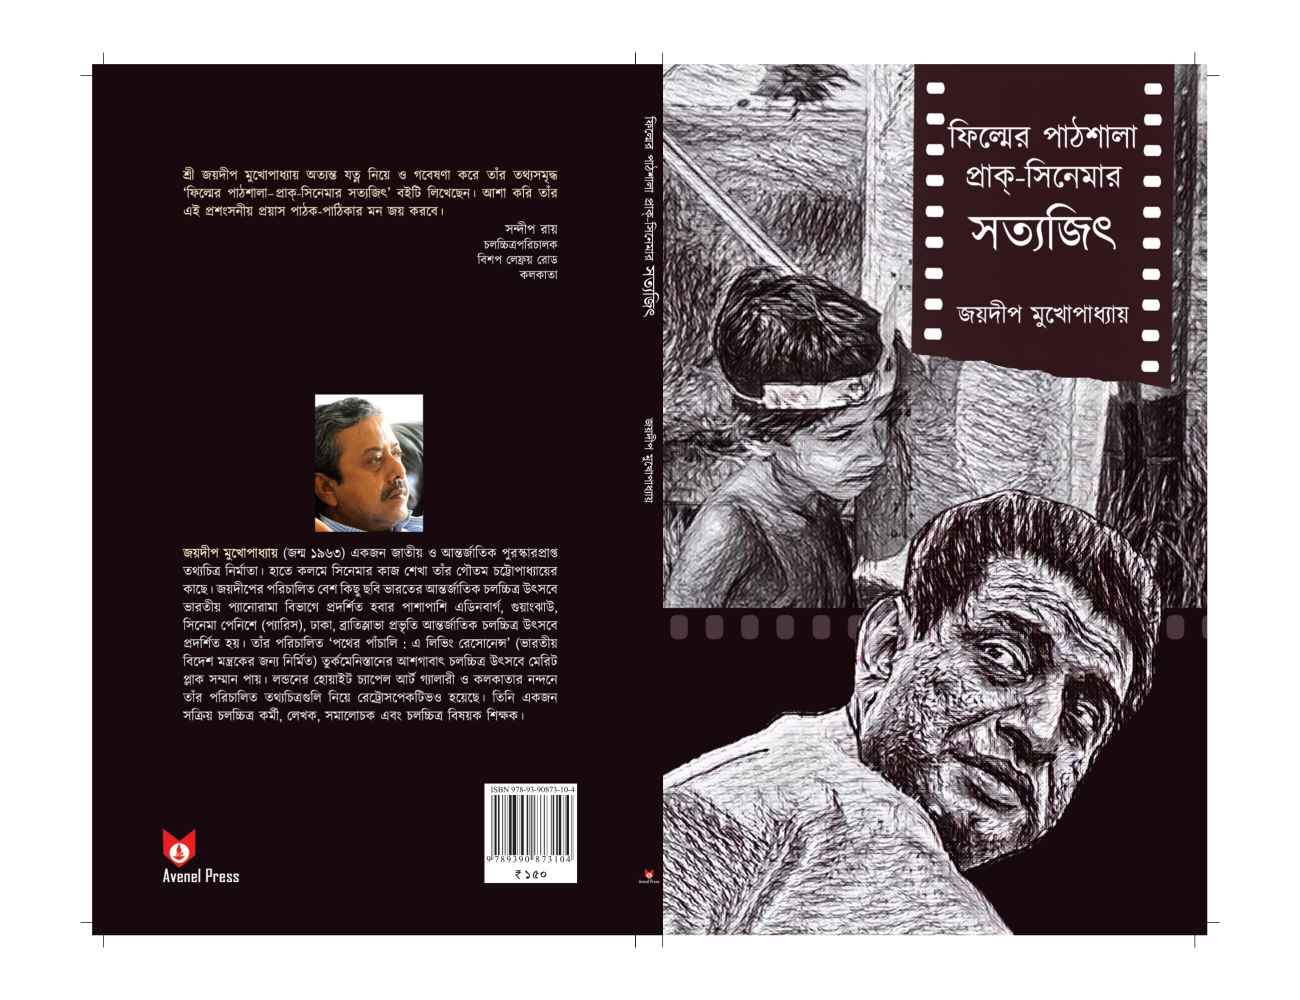 শ্রী জয়দীপ মুখোপাধ্যায় অত্যন্ত যত্ন নিয়ে ও গবেষণা করে তাঁর তথ্যসমৃদ্ধ
‘ফিল্মের পাঠশালা–প্রাক্-সিনেমার সত্যজিৎ’ বইটি লিখেছেন। আশা করি তাঁর
এই প্রশংসনীয় প্রয়াস পাঠক-পাঠিকার মন জয় করবে।
সন্দীপ রায়
চলচ্চিত্রপরিচালক
বিশপ লেফ্রয় রোড
কলকাতা
জয়দীপ মুখোপাধ্যায় (জন্ম ১৯৬৩) একজন জাতীয় ও আন্তর্জাতিক পুরস্কারপ্রাপ্ত
তথ্যচিত্র নির্মাতা। হাতে কলমে সিনেমার কাজ শেখা তাঁর গৌতম চট্টোপাধ্যায়ের
কাছে। জয়দীপের পরিচালিত বেশ কিছু ছবি ভারতের আন্তর্জাতিক চলচ্চিত্র উৎসবে
ভারতীয় প্যানোরামা বিভাগে প্রদর্শিত হবার পাশাপাশি এডিনবার্গ, গুয়াংঝাউ,
সিনেমা পেনিশে (প্যারিস), ঢাকা, ব্রাতিস্লাভা প্রভৃতি আন্তর্জাতিক চলচ্চিত্র উৎসবে
প্রদর্শিত হয়। তাঁর পরিচালিত ‘পথের পাঁচালি : এ লিভিং রেসোনেন্স’ (ভারতীয়
বিদেশ মন্ত্রকের জন্য নির্মিত) তুর্কমেনিস্তানের আশগাবাৎ চলচ্চিত্র উৎসবে মেরিট
প্লাক সম্মান পায়। লন্ডনের হোয়াইট চ্যাপেল আর্ট গ্যালারী ও কলকাতার নন্দনে
তাঁর পরিচালিত তথ্যচিত্রগুলি নিয়ে রেট্রোসপেকটিভও হয়েছে। তিনি একজন
সক্রিয় চলচ্চিত্র কর্মী, লেখক, সমালোচক এবং চলচ্চিত্র বিষয়ক শিক্ষক।
Avenel Press
ISBN 978-93-90873-10-4
9 789390 873104
₹ ১৫০
ফিল্মের পাঠশালা প্রাক্-সিনেমার সত্যজিৎ
জয়দীপ মুখোপাধ্যায়
Avenel Press
ফিল্মের পাঠশালা
প্রাক্-সিনেমার
সত্যজিৎ
জয়দীপ মুখোপাধ্যায়